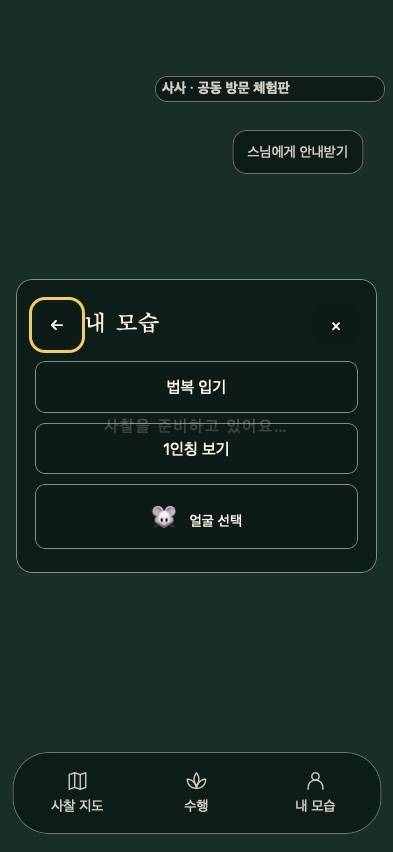 사사 · 공동 방문 체험판
스님에게 안내받기
← 내 모습 ×
법복 입기
사찰을 준비하고 있어요...
1인칭 보기
얼굴 선택
사찰 지도 수행 내 모습